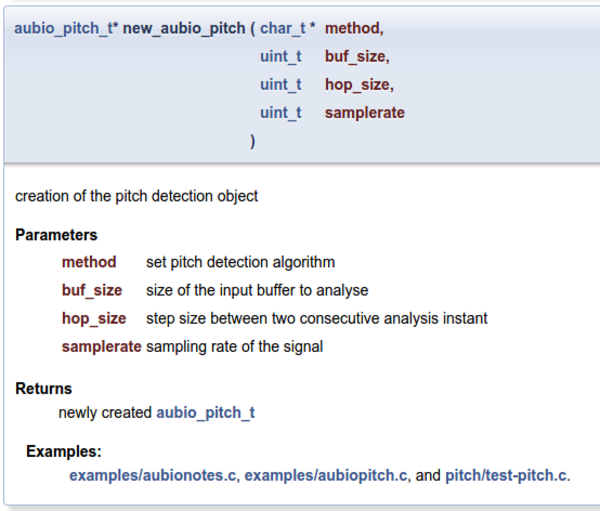 aubio_pitch_t* new_aubio_pitch ( char_t * method,
uint_t buf_size,
uint_t hop_size,
uint_t samplerate
)
creation of the pitch detection object
Parameters
method set pitch detection algorithm
buf_size size of the input buffer to analyse
hop_size step size between two consecutive analysis instant
samplerate sampling rate of the signal
Returns
newly created aubio_pitch_t
Examples:
examples/aubionotes.c, examples/aubiopitch.c, and pitch/test-pitch.c.